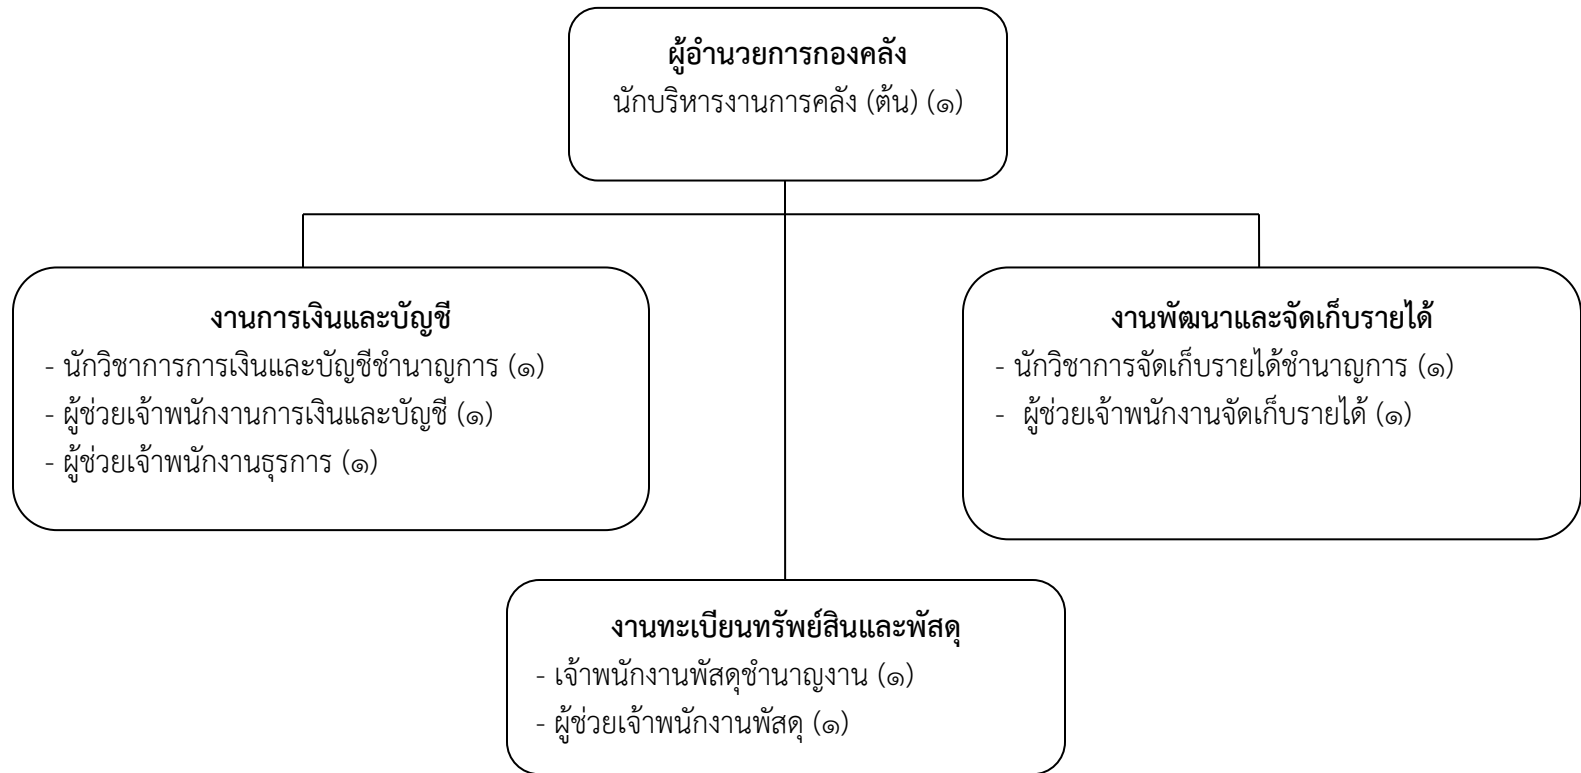 ผู้อำนวยการกองคลัง
นักบริหารงานการคลัง (ต้น) (๑)
งานการเงินและบัญชี
- นักวิชาการการเงินและบัญชีชำนาญการ (๑)
- ผู้ช่วยเจ้าพนักงานการเงินและบัญชี (๑)
- ผู้ช่วยเจ้าพนักงานธุรการ (๑)
งานพัฒนาและจัดเก็บรายได้
- นักวิชาการจัดเก็บรายได้ชำนาญการ (๑)
- ผู้ช่วยเจ้าพนักงานจัดเก็บรายได้ (๑)
งานทะเบียนทรัพย์สินและพัสดุ
- เจ้าพนักงานพัสดุชำนาญงาน (๑)
- ผู้ช่วยเจ้าพนักงานพัสดุ (๑)